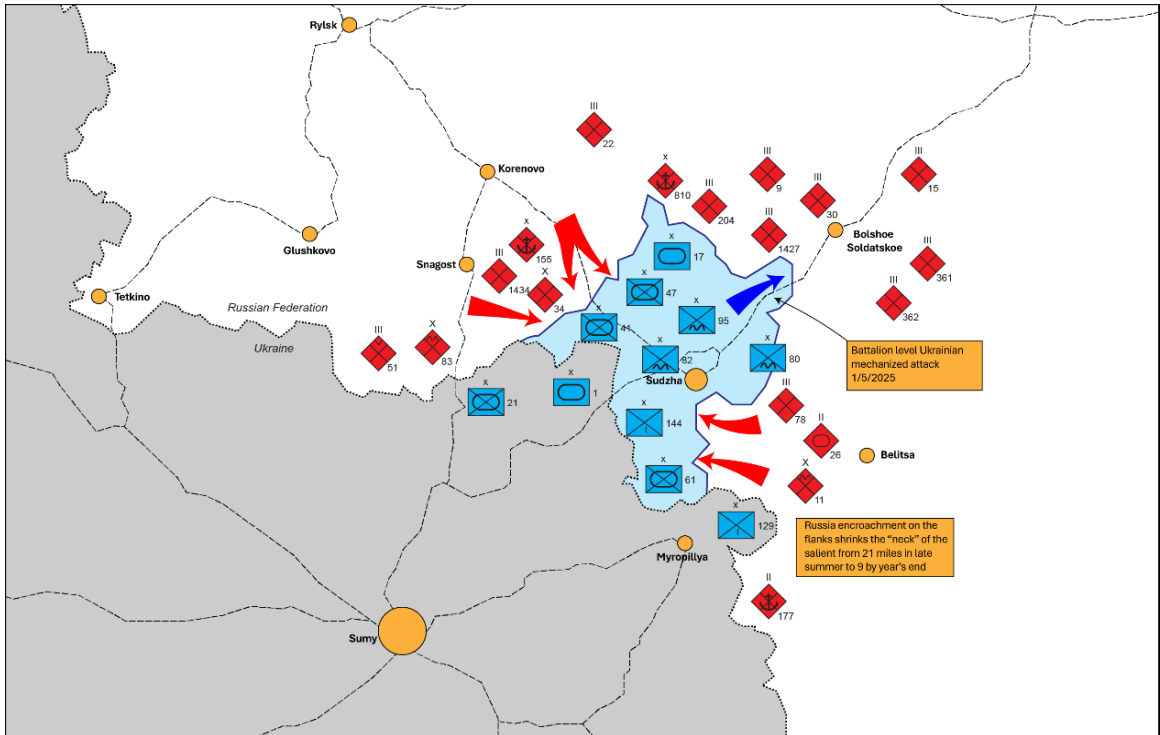 Rylsk
III
22
Korenovo
x
810
III
204
III
9
III
30
III
15
Glushkovo
x
155
Snagost
III
1434
X
34
x
17
III
1427
Bolshoe
Soldatskoe
III
361
III
362
Tetkino
Russian Federation
Ukraine
x
47
x
41
x
95
III
51
X
83
x
82
Sudzha
x
80
Battalion level Ukrainian
mechanized attack
1/5/2025
x
21
x
1
x
144
III
78
II
26
Belitsa
x
61
X
11
x
129
Russia encroachment on the
flanks shrinks the “neck” of the
salient from 21 miles in late
summer to 9 by year’s end
Myropillya
II
177
Sumy